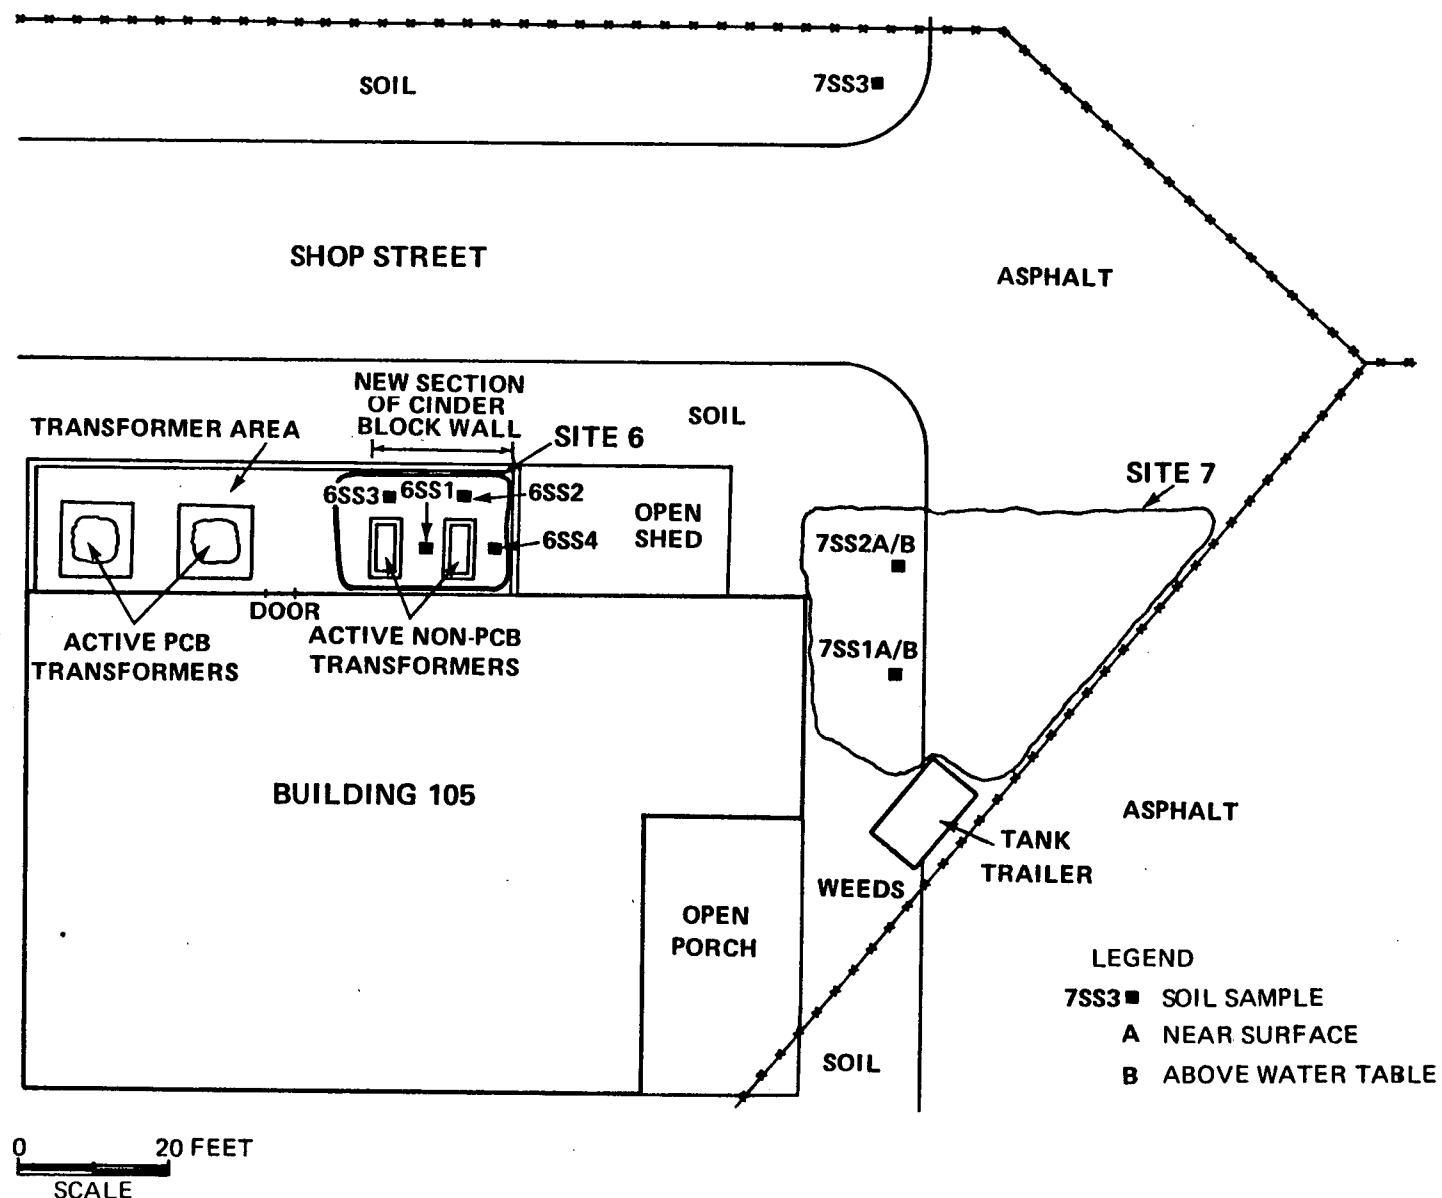 SOIL
7SS3
SHOP STREET
ASPHALT
NEW SECTION
OF CINDER
BLOCK WALL
SOIL
TRANSFORMER AREA
SITE 6
SITE 7
6SS3
6SS1
6SS2
6SS4
OPEN
SHED
7SS2A/B
DOOR
ACTIVE PCB
TRANSFORMERS
ACTIVE NON-PCB
TRANSFORMERS
7SS1A/B
BUILDING 105
ASPHALT
TANK
TRAILER
WEEDS
OPEN
PORCH
SOIL
LEGEND
7SS3 SOIL SAMPLE
A NEAR SURFACE
B ABOVE WATER TABLE
0 20 FEET
SCALE